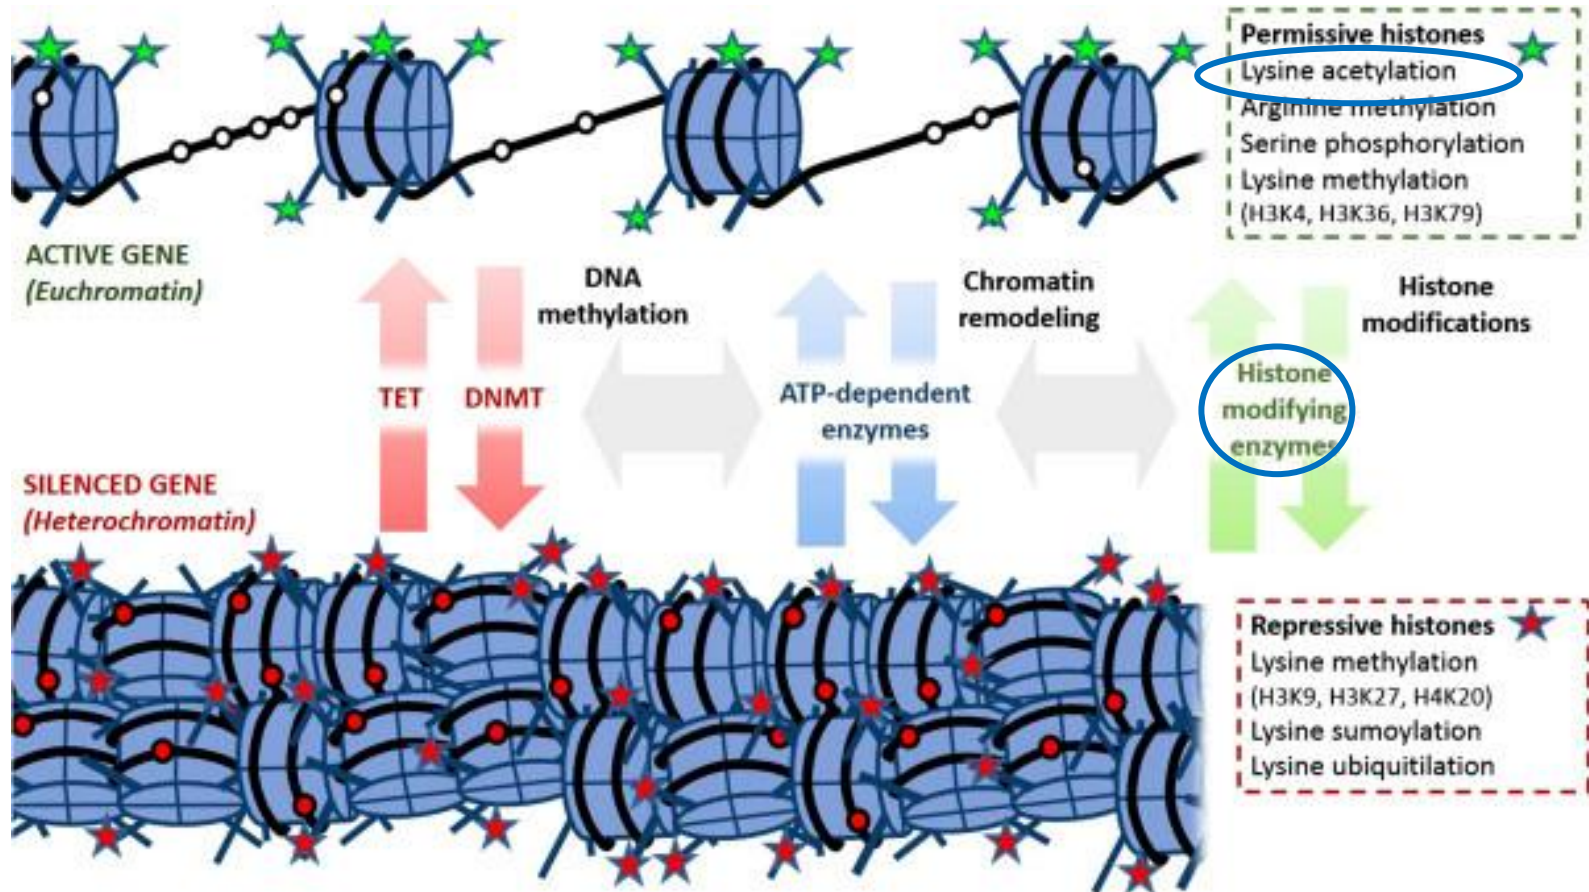 Permissive histones
Lysine acetylation
Arginine methylation
Serine phosphorylation
Lysine methylation
(H3K4, H3K36, H3K79)
ACTIVE GENE
(Euchromatin)
DNA
methylation
Chromatin
remodeling
Histone
modifications
TET
DNMT
ATP-dependent
enzymes
Histone
modifying
enzymes
SILENCED GENE
(Heterochromatin)
Repressive histones
Lysine methylation
(H3K9, H3K27, H4K20)
Lysine sumoylation
Lysine ubiquitilation